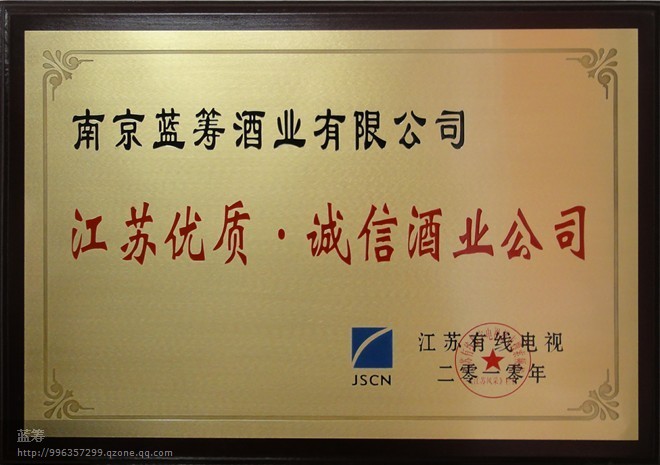 南京蓝筹酒业有限公司
江苏优质·诚信酒业公司
JSCN
江苏有线电视
二零一零年
蓝筹
http://996357299.qzone.qq.com